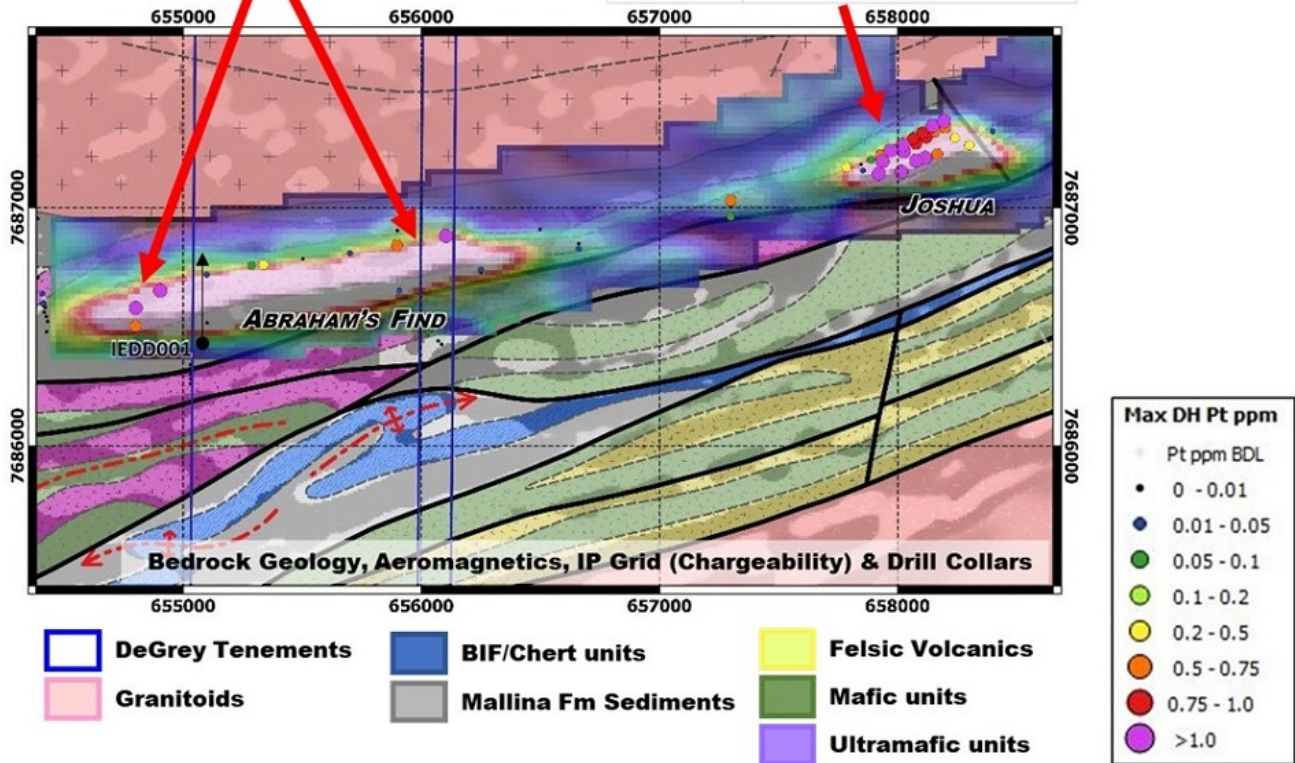 655000 656000 657000 658000
7687000
7687000
JOSHUA
ABRAHAM'S FIND
IEDD001
7686000
7686000
Bedrock Geology, Aeromagnetics, IP Grid (Chargeability) & Drill Collars
655000 656000 657000 658000
DeGrey Tenements
Granitoids
BIF/Chert units
Mallina Fm Sediments
Felsic Volcanics
Mafic units
Ultramafic units
Max DH Pt ppm
Pt ppm BDL
0 - 0.01
0.01 - 0.05
0.05 - 0.1
0.1 - 0.2
0.2 - 0.5
0.5 - 0.75
0.75 - 1.0
>1.0